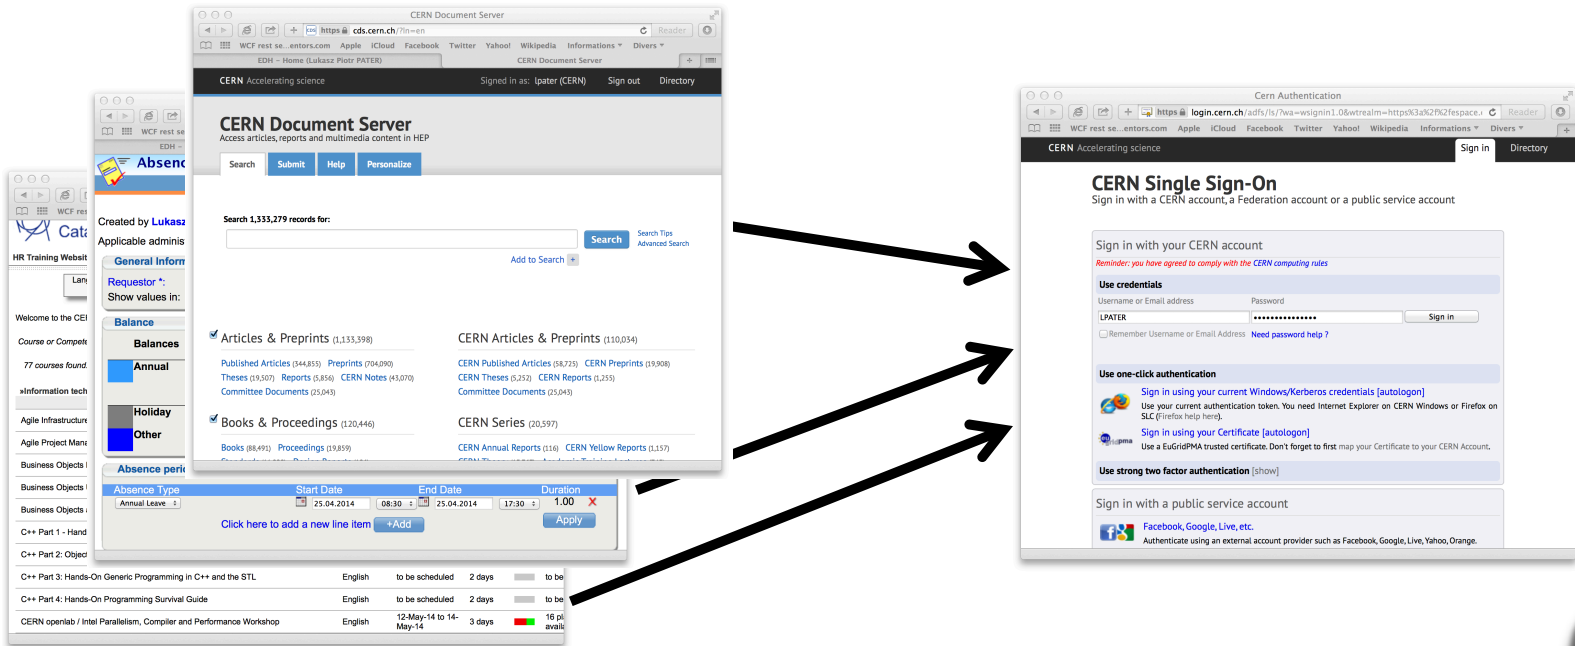 CERN Document Server
https cds.cern.ch/?ln=en
Reader
WCF rest se...entors.com Apple iCloud Facebook Twitter Yahoo! Wikipedia Informations Divers
EDH – Home (Lukasz Piotr PATER) CERN Document Server
CERN Accelerating science Signed in as: lpater (CERN) Sign out Directory
CERN Document Server
Access articles, reports and multimedia content in HEP
Search Submit Help Personalize
Search 1,333,279 records for:
Search
Search Tips
Advanced Search
Add to Search +
Articles & Preprints (1,133,398)
Published Articles (344,855) Preprints (704,090)
Theses (19,507) Reports (5,856) CERN Notes (43,070)
Committee Documents (25,043)
CERN Articles & Preprints (110,034)
CERN Published Articles (58,725) CERN Preprints (19,908)
CERN Theses (5,252) CERN Reports (1,255)
Committee Documents (25,043)
Books & Proceedings (120,446)
Books (88,491) Proceedings (19,859)
CERN Series (20,597)
CERN Annual Reports (116) CERN Yellow Reports (1,157)
WCF rest se
EDH –
Absenc
Created by Lukasz
Applicable adminis
General Inform
Requestor *:
Show values in:
Balance
Balances
Annual
Holiday
Other
Absence peri
Absence Type Start Date End Date Duration
Annual Leave 25.04.2014 08:30 25.04.2014 17:30 1.00 X
Click here to add a new line item +Add Apply
WCF re
Cata
HR Training Websit
Lan
Welcome to the CE
Course or Compete
77 courses found.
»Information tech
Agile Infrastructure
Agile Project Mana
Business Objects
Business Objects
Business Objects
C++ Part 1 - Hand
C++ Part 2: Object
C++ Part 3: Hands-On Generic Programming in C++ and the STL English to be scheduled 2 days to be
C++ Part 4: Hands-On Programming Survival Guide English to be scheduled 2 days to be
CERN openlab / Intel Parallelism, Compiler and Performance Workshop English 12-May-14 to 14-May-14 3 days 16 pl
availa
Cern Authentication
https login.cern.ch/adfs/ls/?wa=wsignin1.0&wtrealm=https%3a%2f%2fespace.
Reader
WCF rest se...entors.com Apple iCloud Facebook Twitter Yahoo! Wikipedia Informations Divers
CERN Accelerating science Sign in Directory
CERN Single Sign-On
Sign in with a CERN account, a Federation account or a public service account
Sign in with your CERN account
Reminder: you have agreed to comply with the CERN computing rules
Use credentials
Username or Email address Password
LPATER Sign in
Remember Username or Email Address Need password help ?
Use one-click authentication
Sign in using your current Windows/Kerberos credentials [autologon]
Use your current authentication token. You need Internet Explorer on CERN Windows or Firefox on
SLC (Firefox help here).
eugridpma
Sign in using your Certificate [autologon]
Use a EuGridPMA trusted certificate. Don't forget to first map your Certificate to your CERN Account.
Use strong two factor authentication [show]
Sign in with a public service account
Facebook, Google, Live, etc.
Authenticate using an external account provider such as Facebook, Google, Live, Yahoo, Orange.